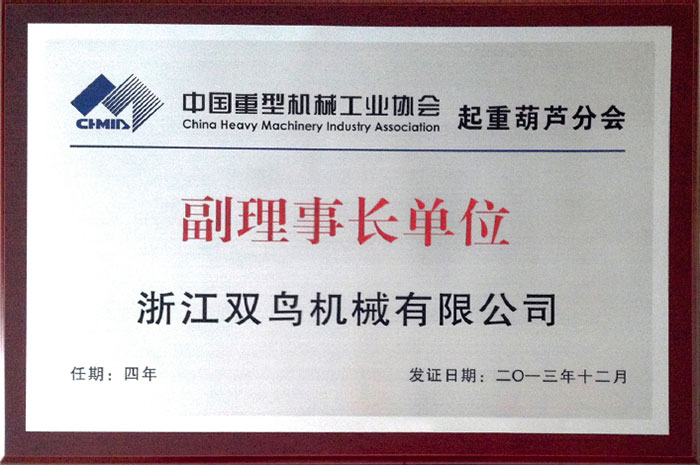 CHMIA
中国重型机械工业协会 起重葫芦分会
China Heavy Machinery Industry Association
副理事长单位
浙江双鸟机械有限公司
任期：四年 发证日期：二〇一三年十二月